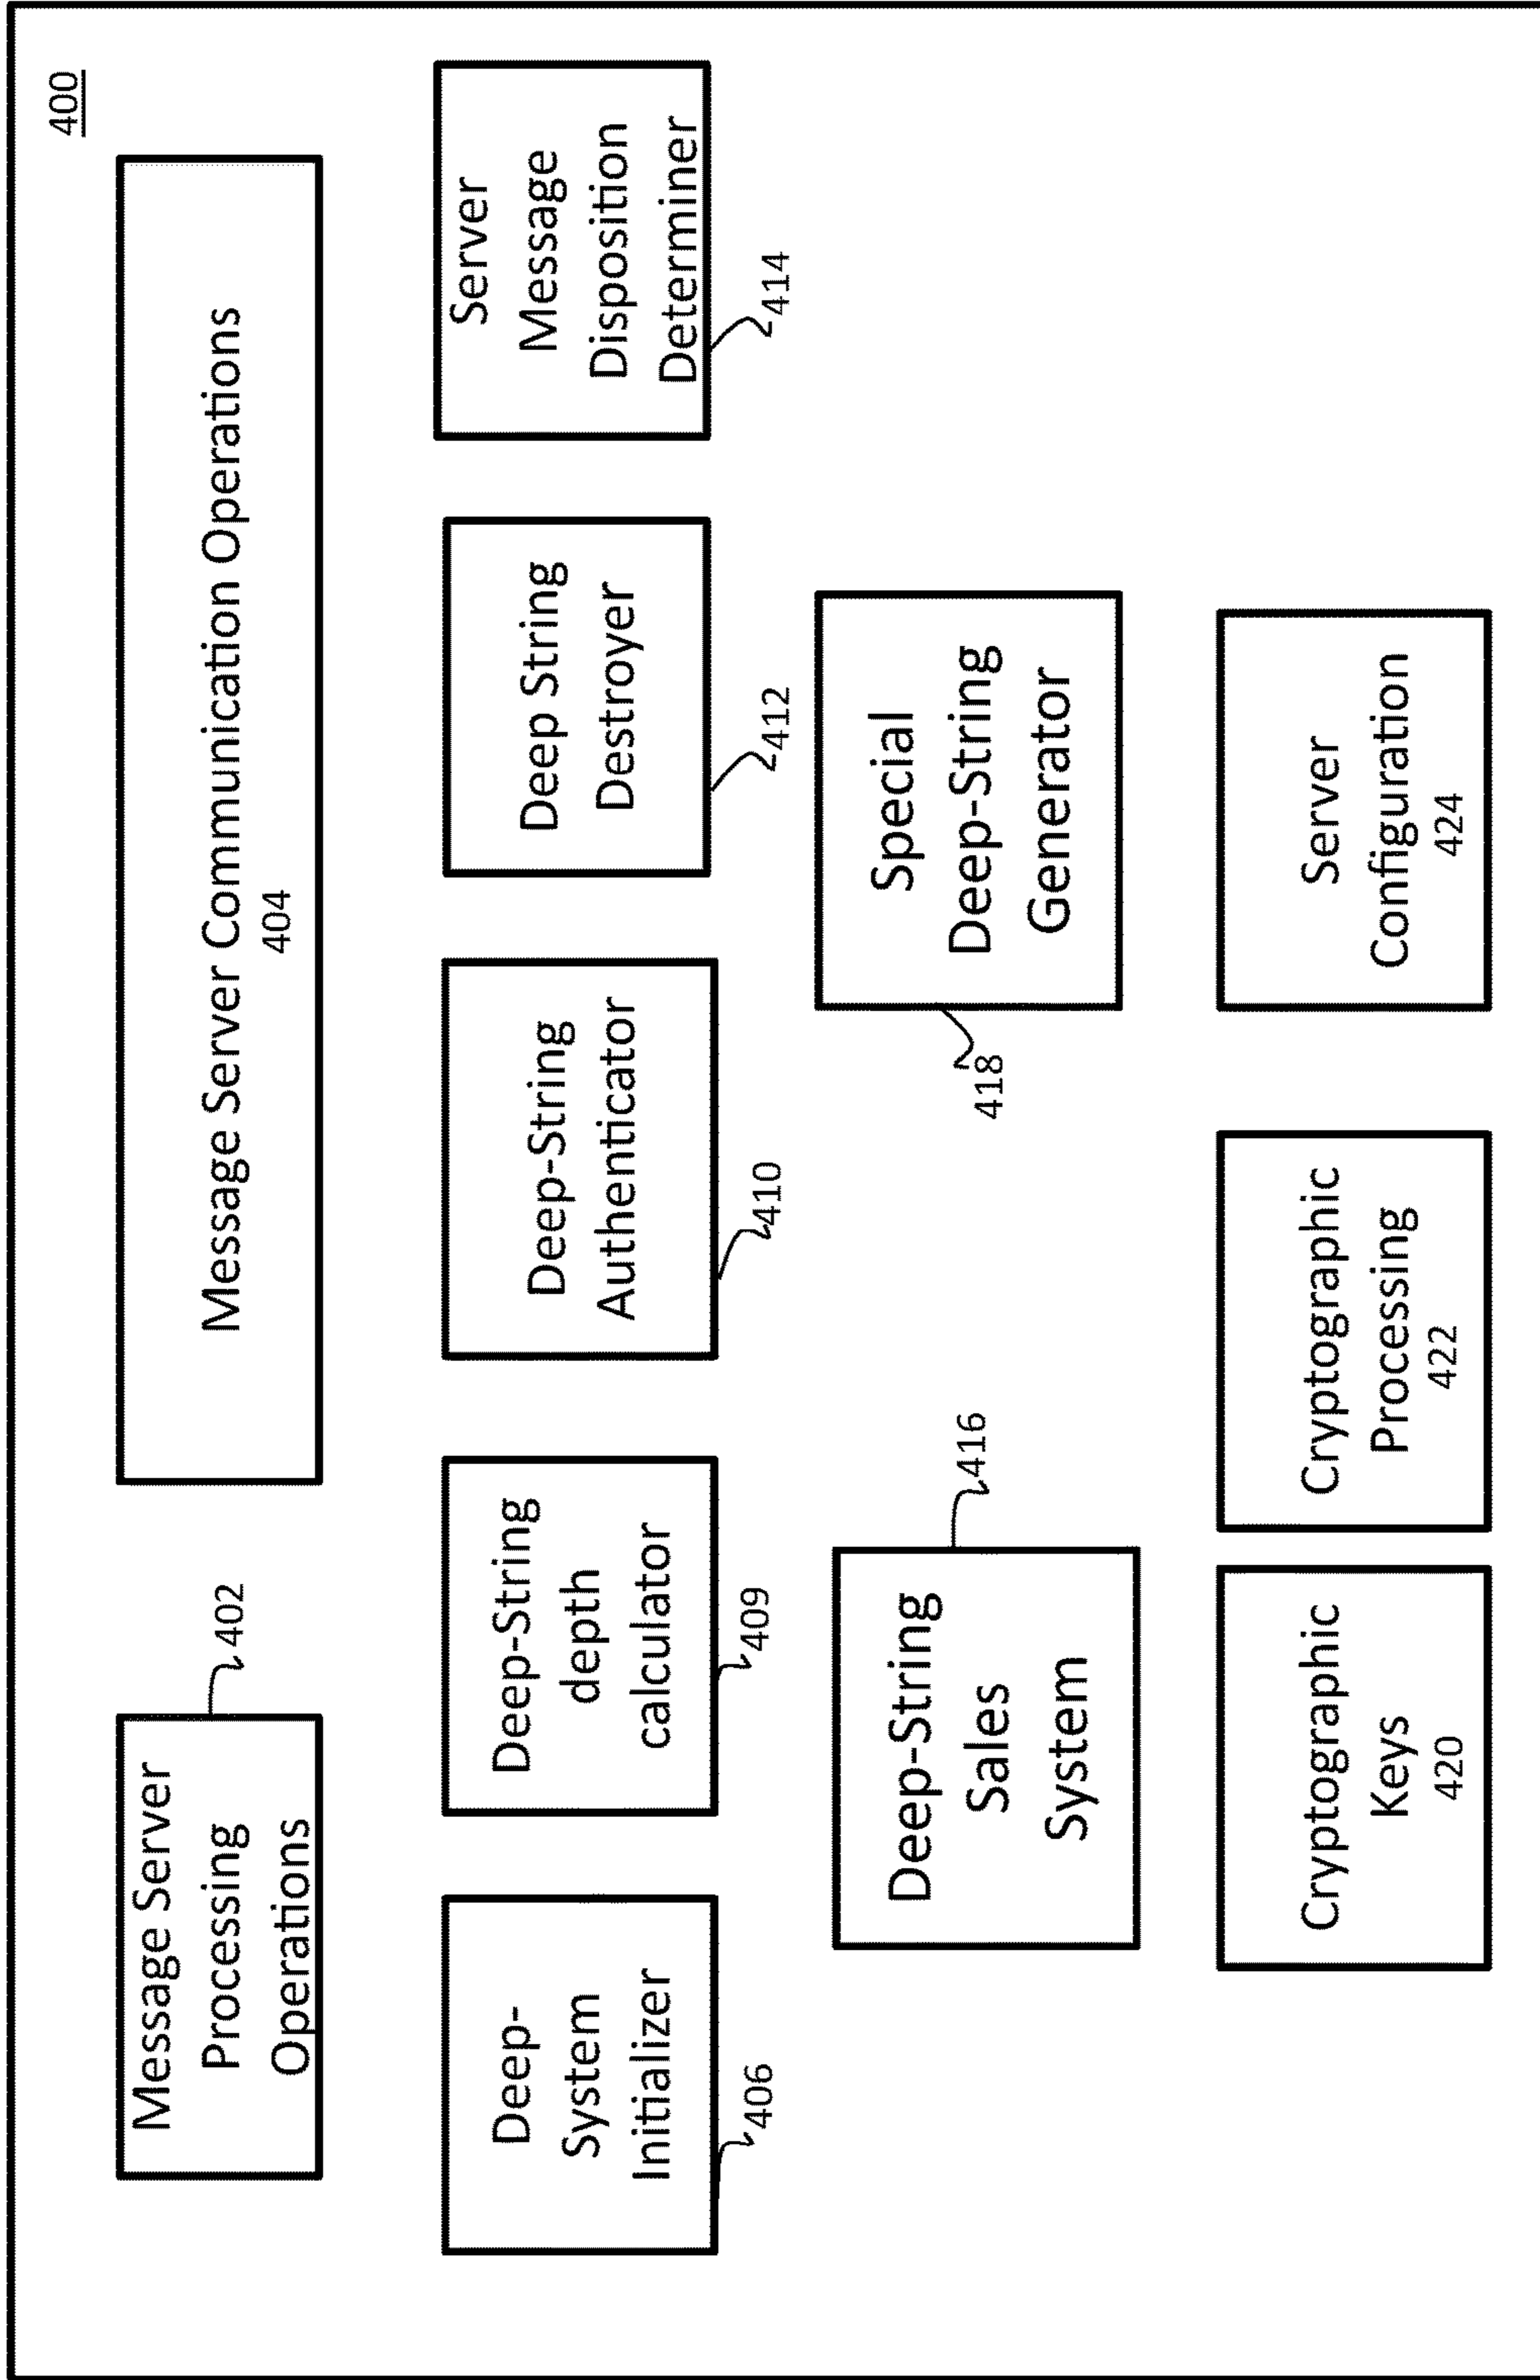 400
Message Server
Processing
Operations
402
Message Server Communication Operations
404
Deep-
System
Initializer
406
Deep-String
depth
calculator
409
Deep-String
Authenticator
410
Deep String
Destroyer
412
Server
Message
Disposition
Determiner
414
Deep-String
Sales
System
416
Special
Deep-String
Generator
418
Cryptographic
Keys
420
Cryptographic
Processing
422
Server
Configuration
424